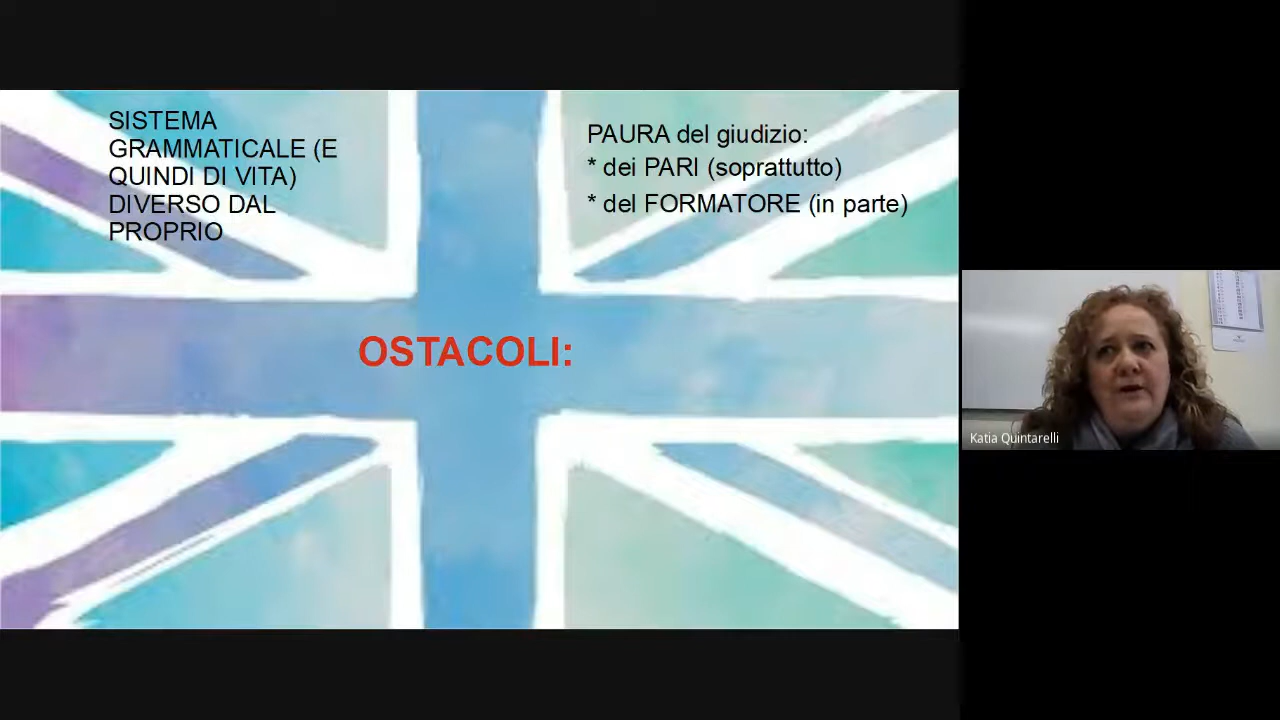 SISTEMA
GRAMMATICALE (E
QUINDI DI VITA)
DIVERSO DAL
PROPRIO
PAURA del giudizio:
* dei PARI (soprattutto)
* del FORMATORE (in parte)
OSTACOLI:
Katia Quintarelli